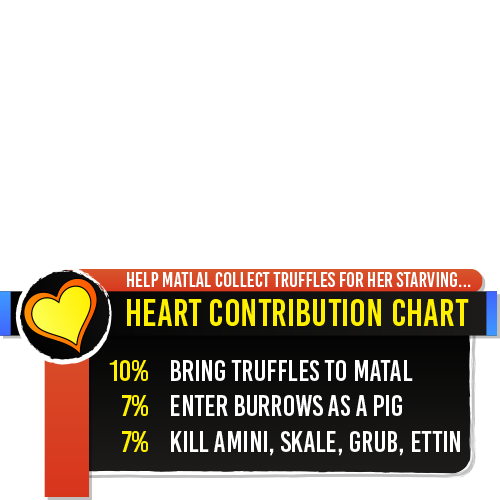 HELP MATLAL COLLECT TRUFFLES FOR HER STARVING...
HEART CONTRIBUTION CHART
10% BRING TRUFFLES TO MATAL
7% ENTER BURROWS AS A PIG
7% KILL AMINI, SKALE, GRUB, ETTIN